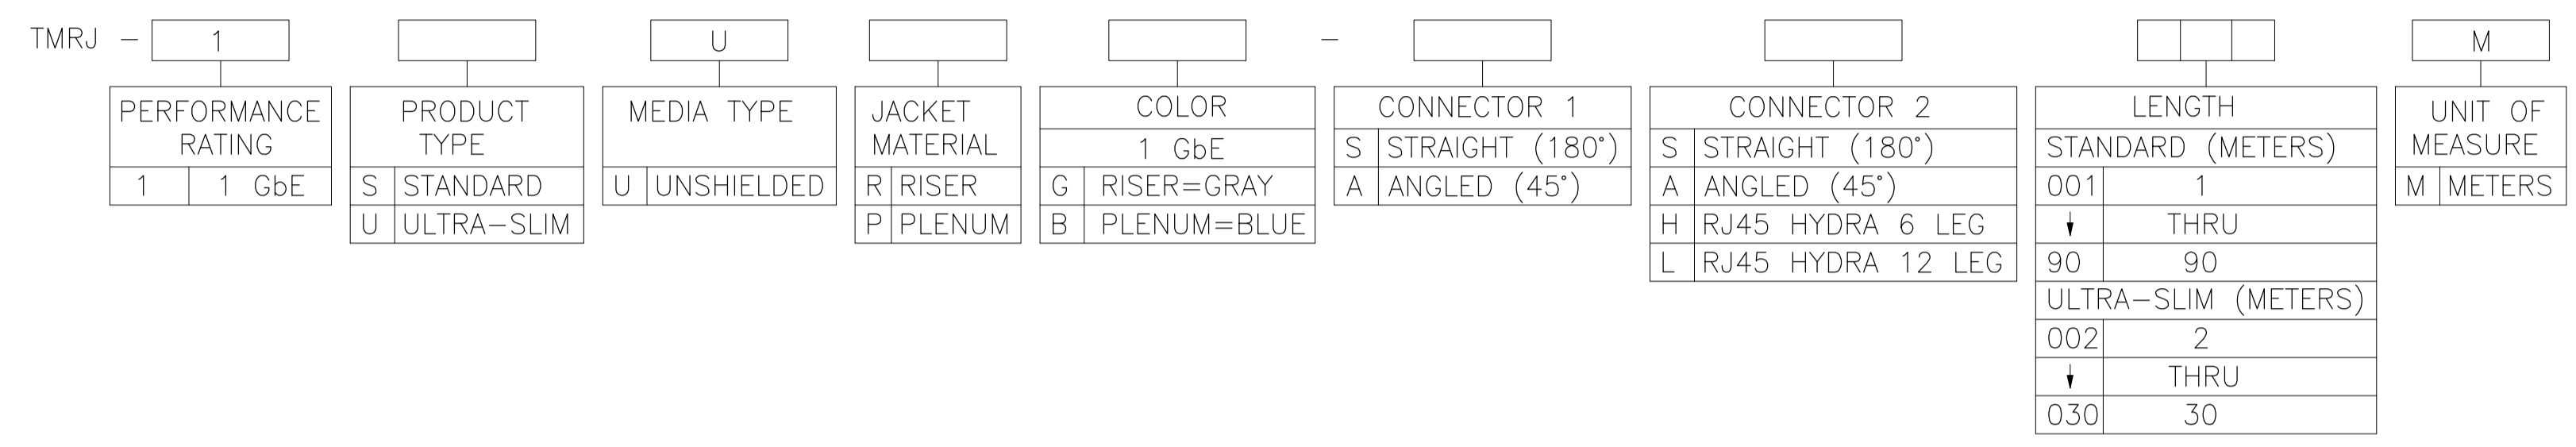 TMRJ - 1 U - M
PERFORMANCE
RATING
1 1 GbE
PRODUCT
TYPE
S STANDARD
U ULTRA-SLIM
MEDIA TYPE
U UNSHIELDED
JACKET
MATERIAL
R RISER
P PLENUM
COLOR
1 GbE
G RISER=GRAY
B PLENUM=BLUE
CONNECTOR 1
S STRAIGHT (180°)
A ANGLED (45°)
CONNECTOR 2
S STRAIGHT (180°)
A ANGLED (45°)
H RJ45 HYDRA 6 LEG
L RJ45 HYDRA 12 LEG
LENGTH
STANDARD (METERS)
001 1
↓ THRU
90 90
ULTRA-SLIM (METERS)
002 2
↓ THRU
030 30
UNIT OF
MEASURE
M METERS